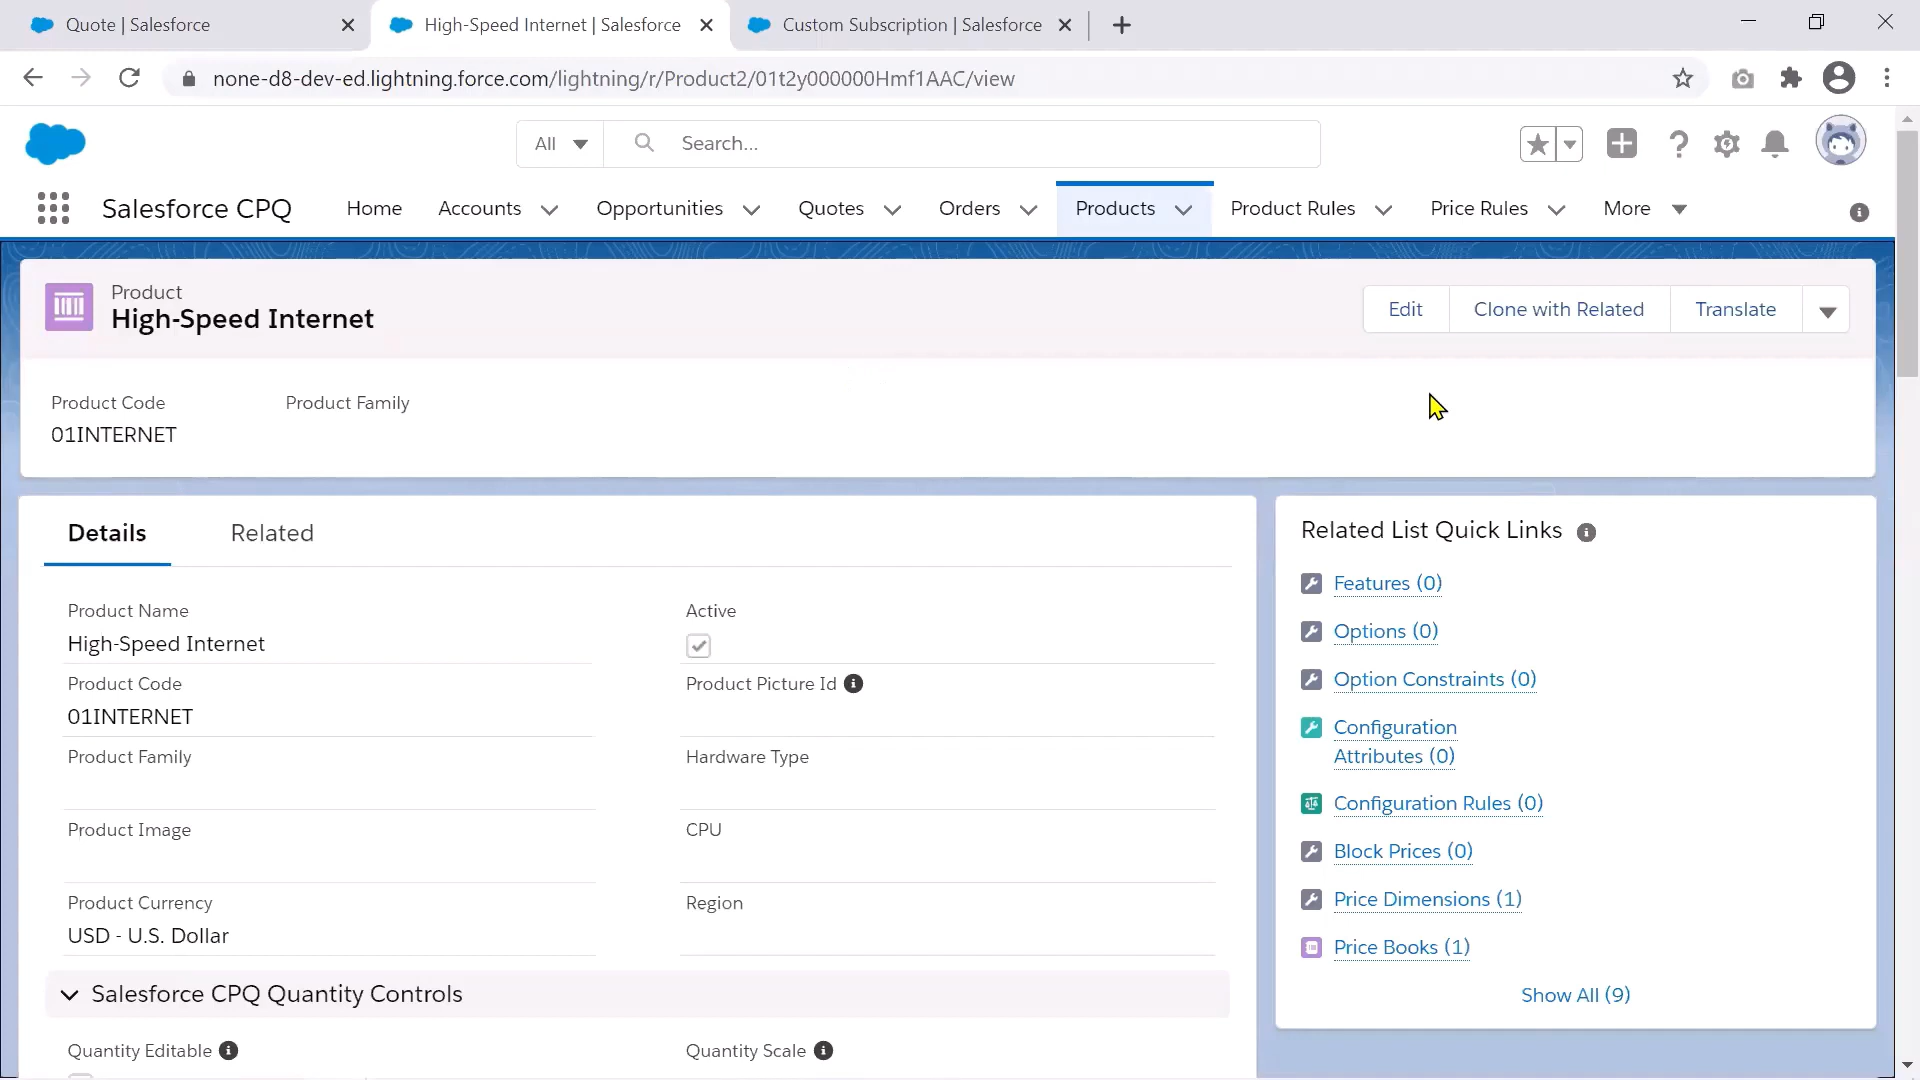 Quote | Salesforce
High-Speed Internet | Salesforce
Custom Subscription | Salesforce
none-d8-dev-ed.lightning.force.com/lightning/r/Product2/01t2y000000Hmf1AAC/view
All
Search...
Salesforce CPQ
Home
Accounts
Opportunities
Quotes
Orders
Products
Product Rules
Price Rules
More
Product
High-Speed Internet
Edit
Clone with Related
Translate
Product Code
Product Family
01INTERNET
Details
Related
Product Name
High-Speed Internet
Active
Product Code
01INTERNET
Product Picture Id
Product Family
Hardware Type
Product Image
CPU
Product Currency
USD - U.S. Dollar
Region
Salesforce CPQ Quantity Controls
Quantity Editable
Quantity Scale
Related List Quick Links
Features (0)
Options (0)
Option Constraints (0)
Configuration
Attributes (0)
Configuration Rules (0)
Block Prices (0)
Price Dimensions (1)
Price Books (1)
Show All (9)